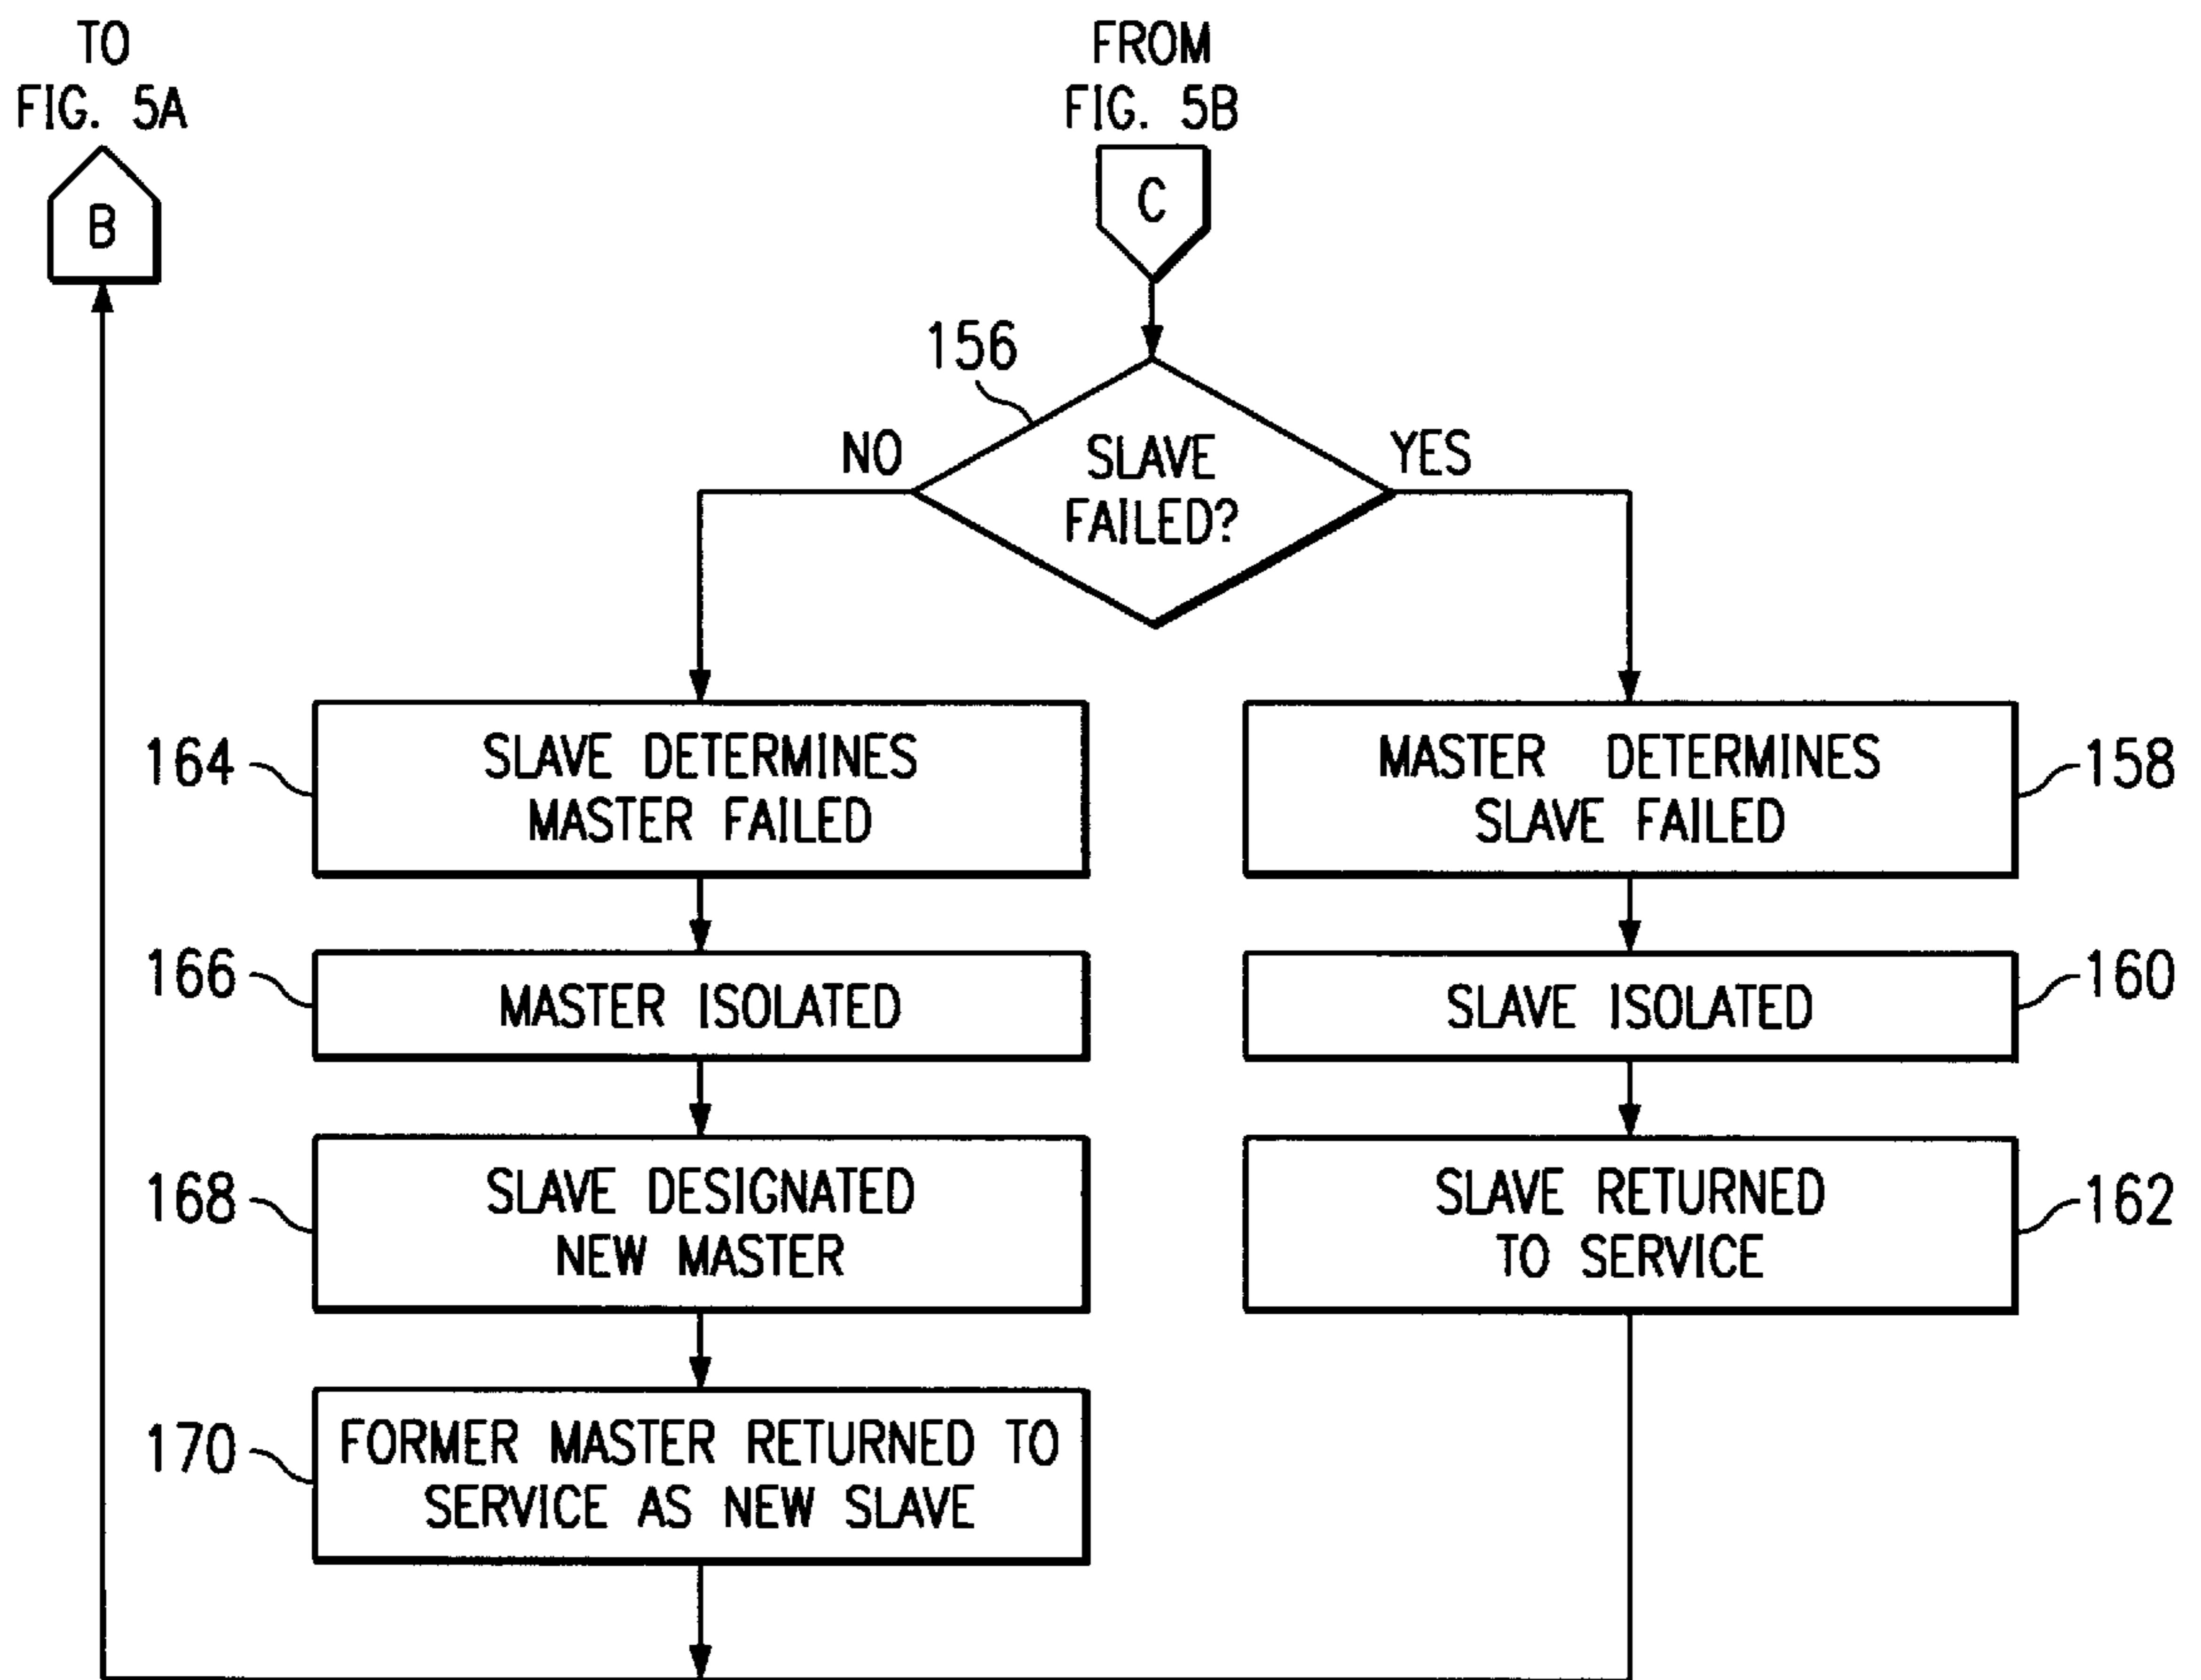 TO
FIG. 5A
B
FROM
FIG. 5B
C
156
NO
SLAVE
FAILED?
YES
164
SLAVE DETERMINES
MASTER FAILED
MASTER DETERMINES
SLAVE FAILED
158
166
MASTER ISOLATED
SLAVE ISOLATED
160
168
SLAVE DESIGNATED
NEW MASTER
SLAVE RETURNED
TO SERVICE
162
170
FORMER MASTER RETURNED TO
SERVICE AS NEW SLAVE